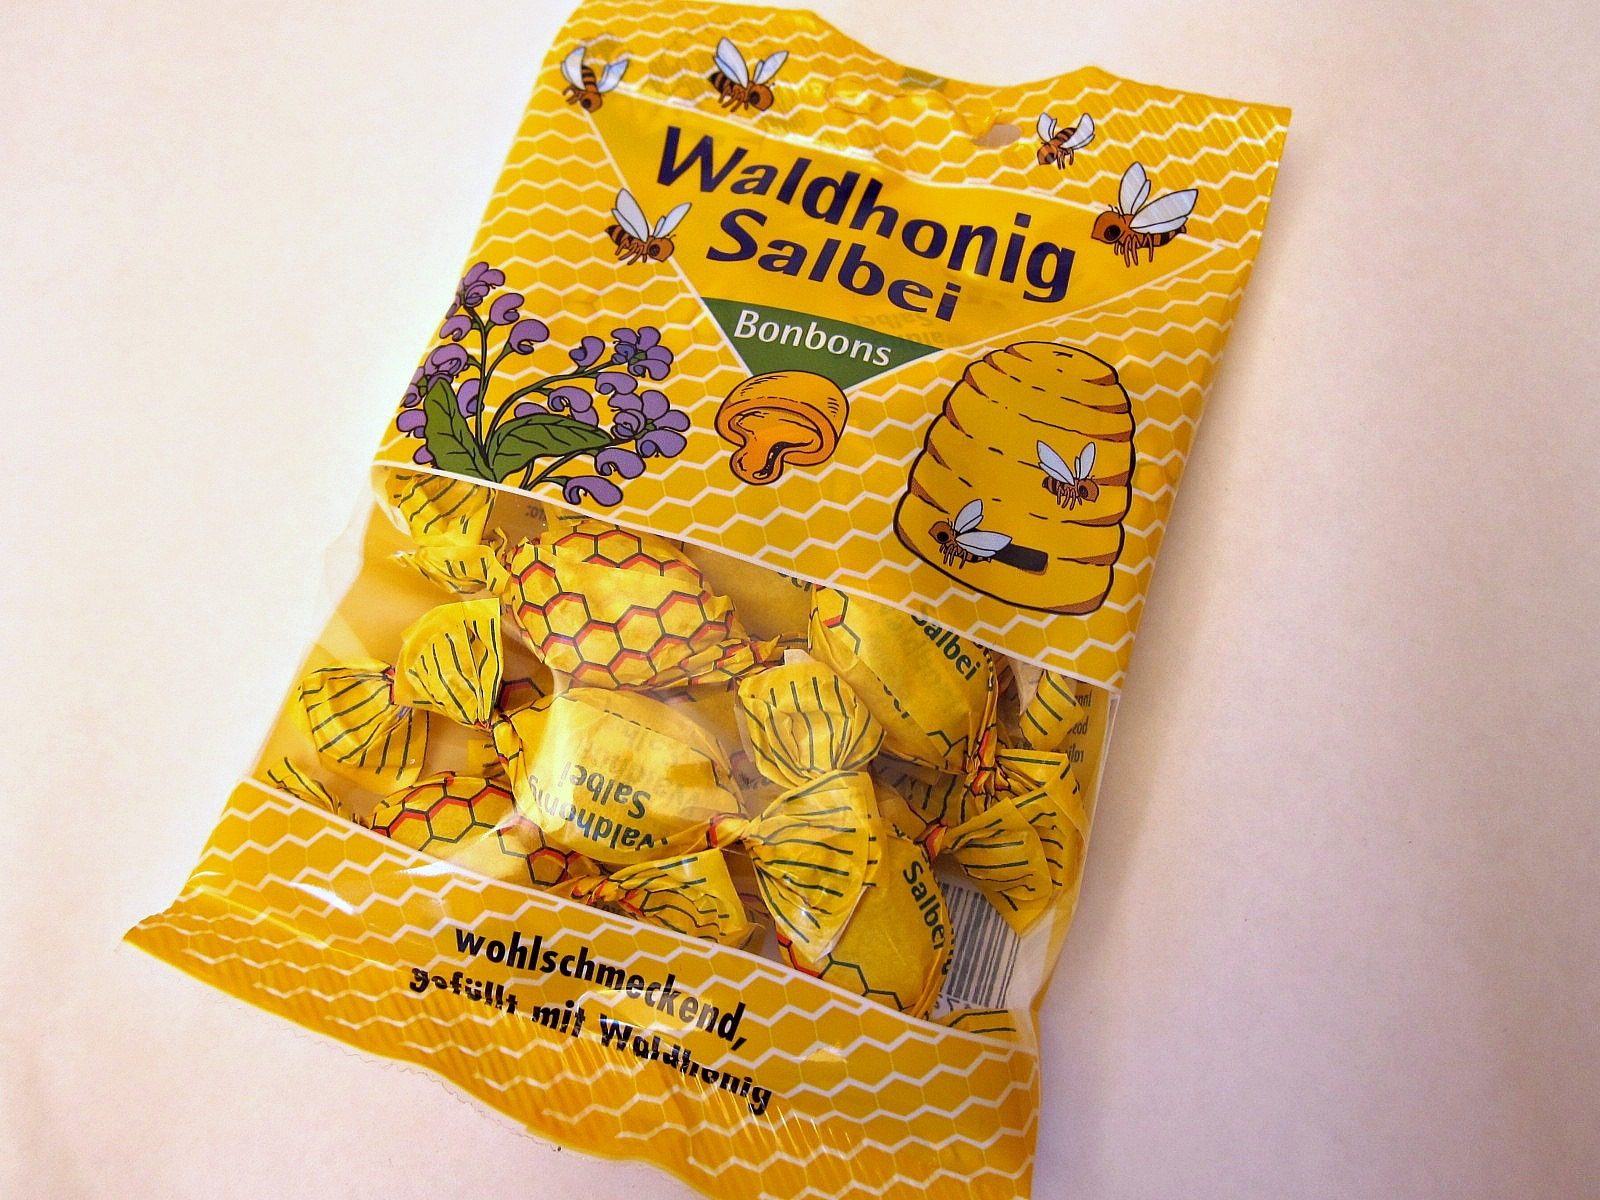 Waldhonig
Salbei
Bonbons
Salbei
Waldhonig
Salbei
Salbei
wohlschmeckend,
gefüllt mit Waldhonig